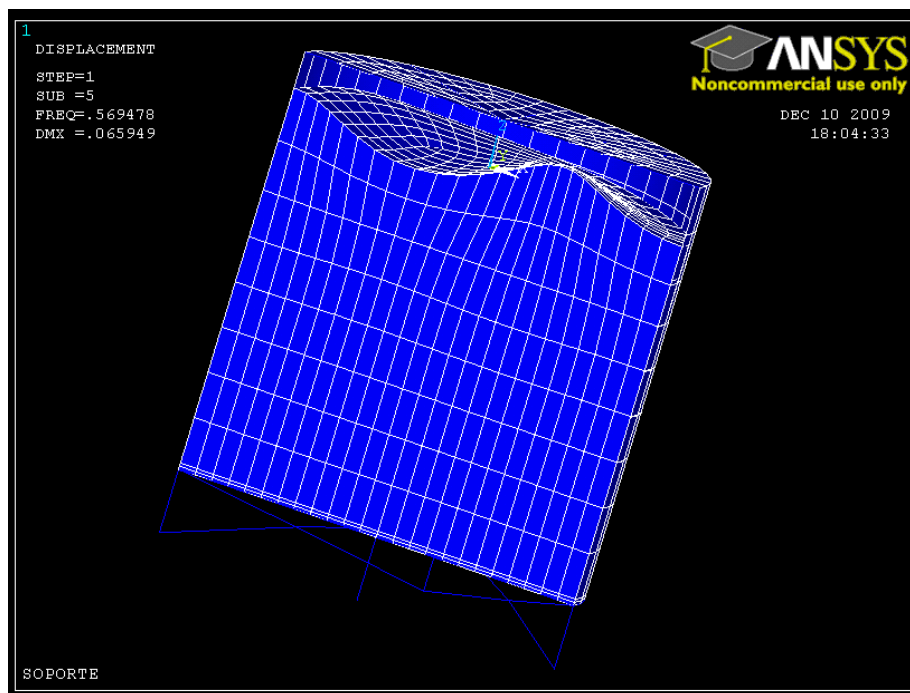 1
DISPLACEMENT
STEP=1
SUB =5
FREQ=.569478
DMX =.065949
ANSYS
Noncommercial use only
DEC 10 2009
18:04:33
Z
X
SOPORTE